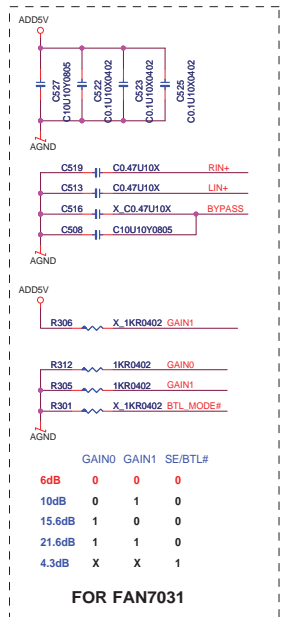 ADD5V
C527
C10U10Y0805
C522
C0.1U10X0402
C523
C0.1U10X0402
C525
C0.1U10X0402
AGND
C519 C0.47U10X RIN+
C513 C0.47U10X LIN+
C516 X_C0.47U10X BYPASS
C508 C10U10Y0805
AGND
ADD5V
R306 X_1KR0402 GAIN1
R312 1KR0402 GAIN0
R305 1KR0402 GAIN1
R301 X_1KR0402 BTL_MODE#
AGND
GAIN0 GAIN1 SE/BTL#
6dB 0 0 0
10dB 0 1 0
15.6dB 1 0 0
21.6dB 1 1 0
4.3dB X X 1
FOR FAN7031